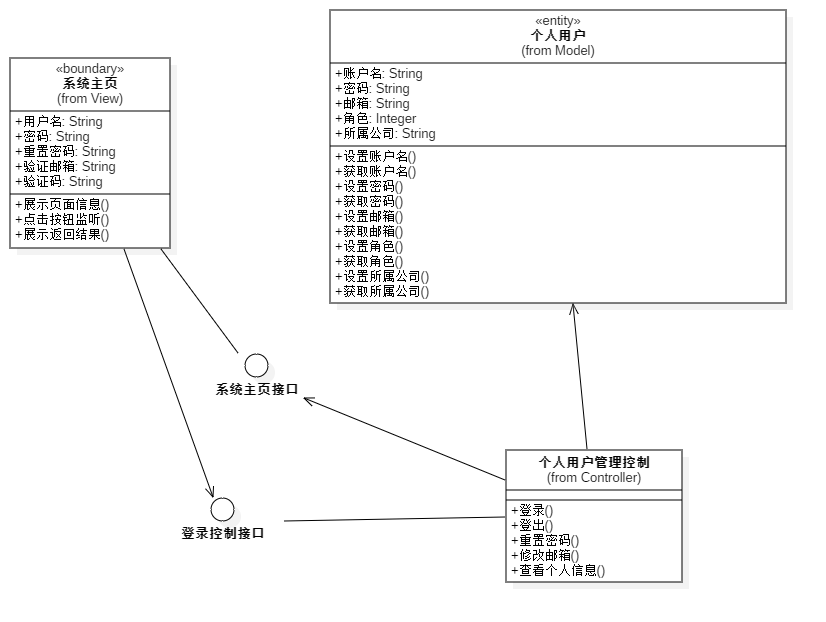 «boundary»
系统主页
(from View)
+用户名: String
+密码: String
+重置密码: String
+验证邮箱: String
+验证码: String
+展示页面信息()
+点击按钮监听()
+展示返回结果()
«entity»
个人用户
(from Model)
+账户名: String
+密码: String
+邮箱: String
+角色: Integer
+所属公司: String
+设置账户名()
+获取账户名()
+设置密码()
+获取密码()
+设置邮箱()
+获取邮箱()
+设置角色()
+获取角色()
+设置所属公司()
+获取所属公司()
系统主页接口
登录控制接口
个人用户管理控制
(from Controller)
+登录()
+登出()
+重置密码()
+修改邮箱()
+查看个人信息()